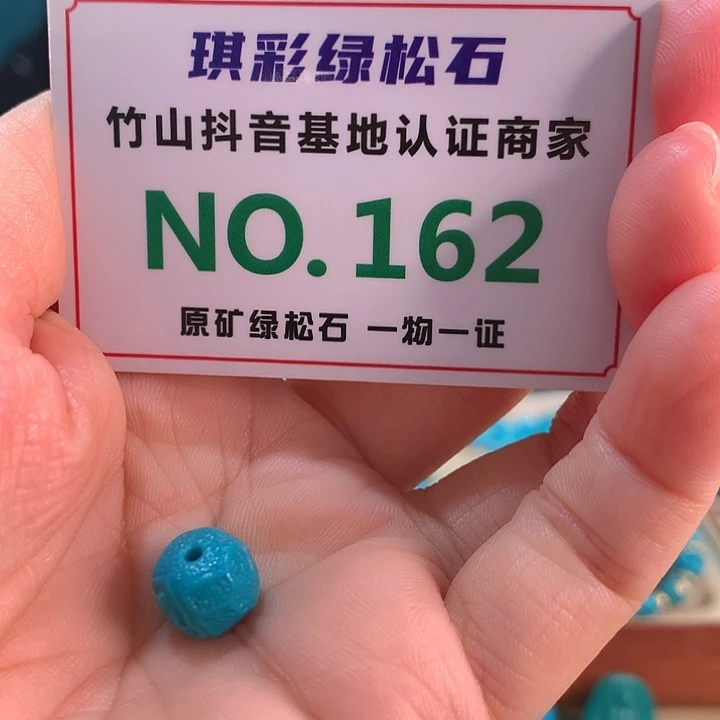 琪彩绿松石
竹山抖音基地认证商家
NO.162
原矿绿松石 一物一证